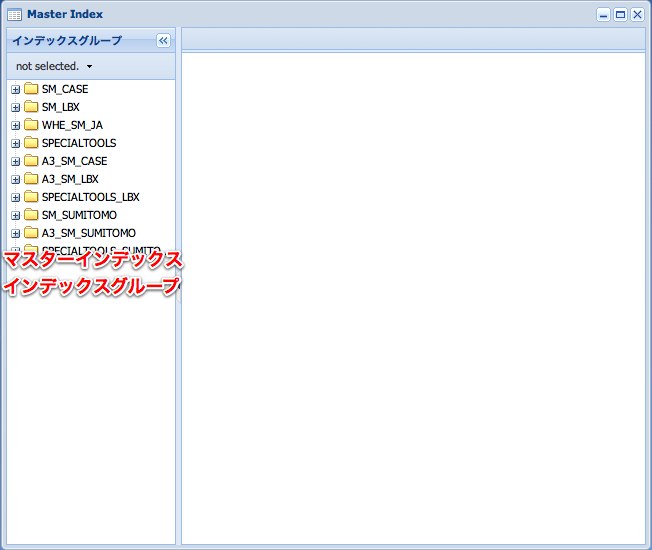 Master Index
インデックスグループ
not selected.
SM_CASE
SM_LBX
WHE_SM_JA
SPECIALTOOLS
A3_SM_CASE
A3_SM_LBX
SPECIALTOOLS_LBX
SM_SUMITOMO
A3_SM_SUMITOMO
SPECIALTOOLS_SUMITO
マスターインデックス
インデックスグループ